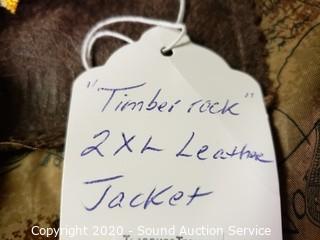 "Timber rock"
2XL Leather
Jacket
Copyright 2020 - Sound Auction Service